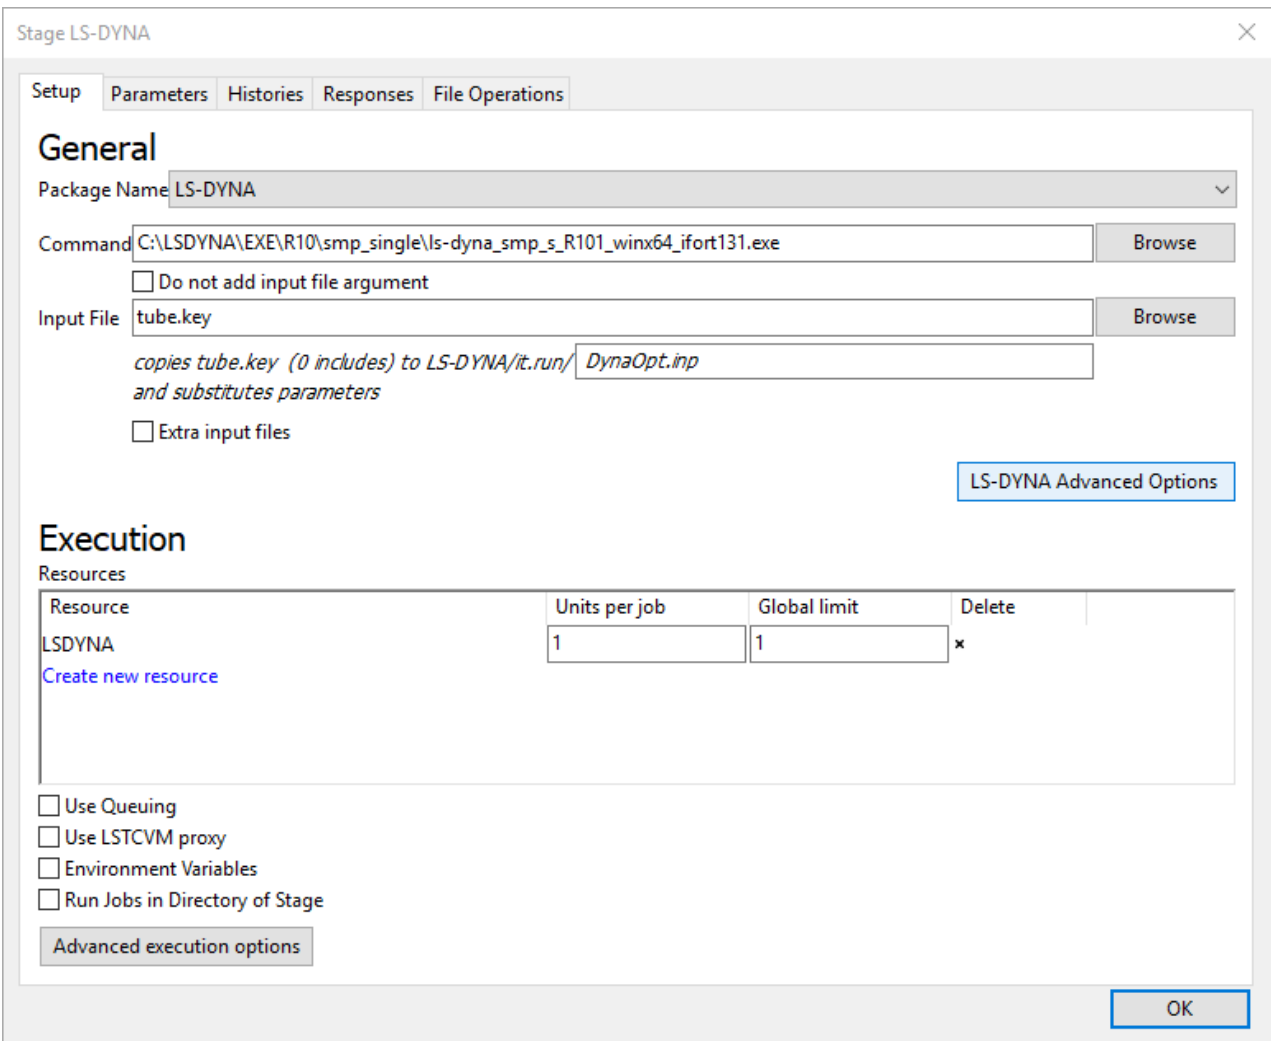 Stage LS-DYNA
Setup Parameters Histories Responses File Operations
General
Package Name LS-DYNA
Command C:\LSDYNA\EXE\R10\smp_single\ls-dyna_smp_s_R101_winx64_ifort131.exe Browse
Do not add input file argument
Input File tube.key Browse
copies tube.key (0 includes) to LS-DYNA/it.run/ DynaOpt.inp
and substitutes parameters
Extra input files
LS-DYNA Advanced Options
Execution
Resources
Resource Units per job Global limit Delete
LSDYNA 1 1 ×
Create new resource
Use Queuing
Use LSTCVM proxy
Environment Variables
Run Jobs in Directory of Stage
Advanced execution options
OK